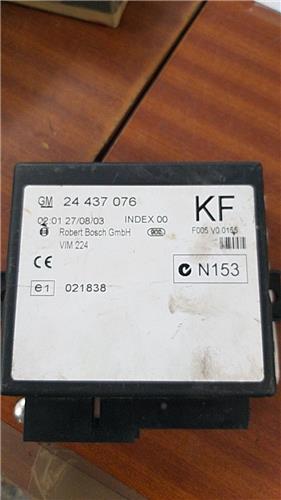 GM 24 437 076 KF
02:01 27/08/03 INDEX 00
Robert Bosch GmbH F005 V0 0155
VIM 224
CE
N153
e1 021838